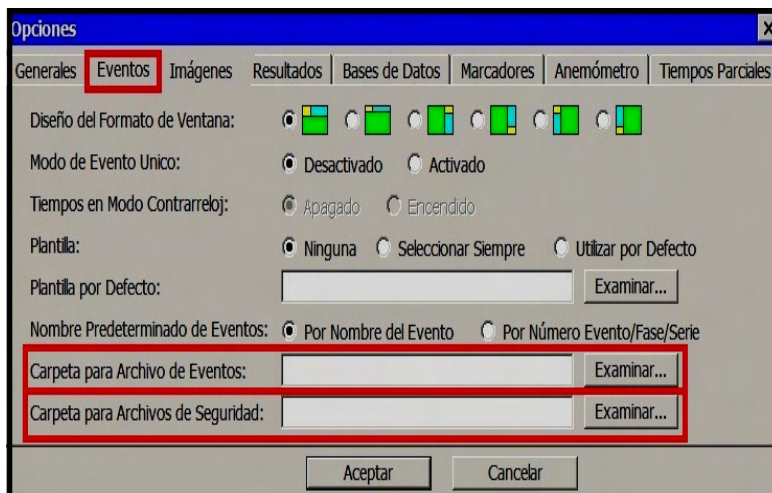 Opciones
Generales Eventos Imágenes Resultados Bases de Datos Marcadores Anemómetro Tiempos Parciales
Diseño del Formato de Ventana:
Modo de Evento Unico: Desactivado Activado
Tiempos en Modo Contrarreloj: Apagado Encendido
Plantilla: Ninguna Seleccionar Siempre Utilizar por Defecto
Plantilla por Defecto: Examinar...
Nombre Predeterminado de Eventos: Por Nombre del Evento Por Número Evento/Fase/Serie
Carpeta para Archivo de Eventos: Examinar...
Carpeta para Archivos de Seguridad: Examinar...
Aceptar Cancelar